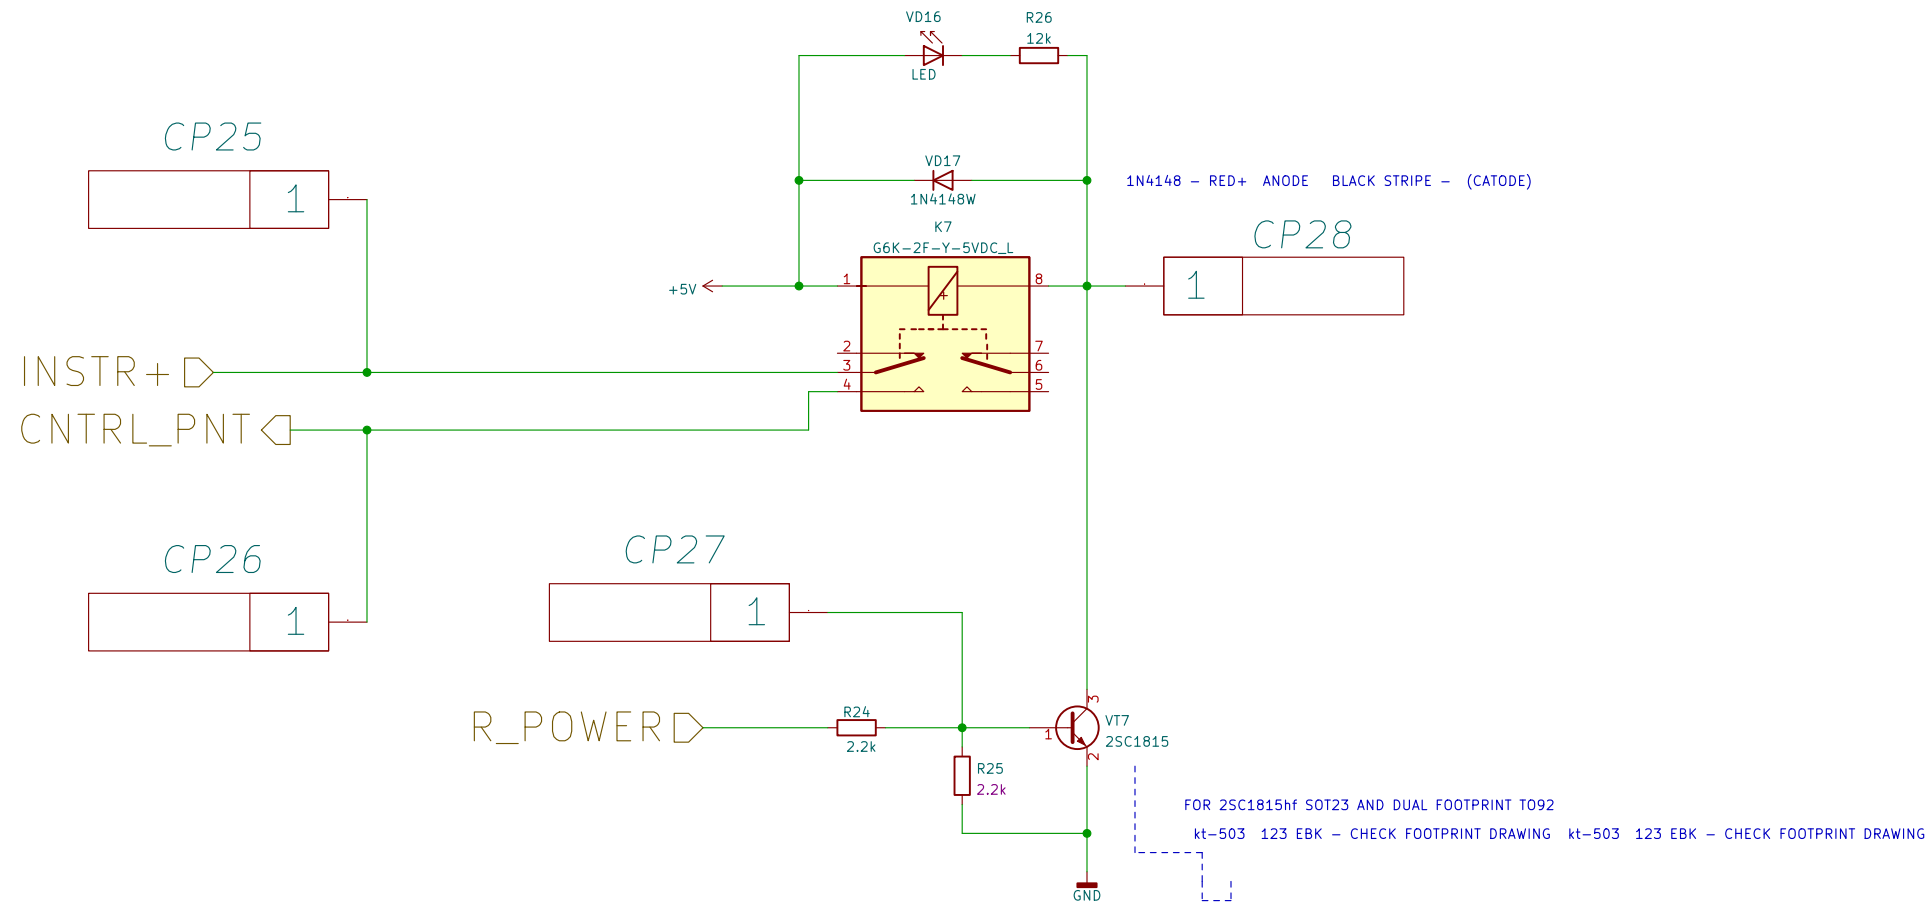 VD16
R26
12k
LED
CP25
1
VD17
1N4148 – RED+ ANODE BLACK STRIPE – (CATODE)
1N4148W
K7
G6K–2F–Y–5VDC_L
CP28
1
+5V
1
8
2
7
3
6
4
5
INSTR+
CNTRL_PNT
CP26
1
CP27
1
R_POWER
R24
2.2k
3
VT7
2SC1815
1
2
R25
2.2k
FOR 2SC1815hf SOT23 AND DUAL FOOTPRINT TO92
kt–503 123 EBK – CHECK FOOTPRINT DRAWING kt–503 123 EBK – CHECK FOOTPRINT DRAWING
GND